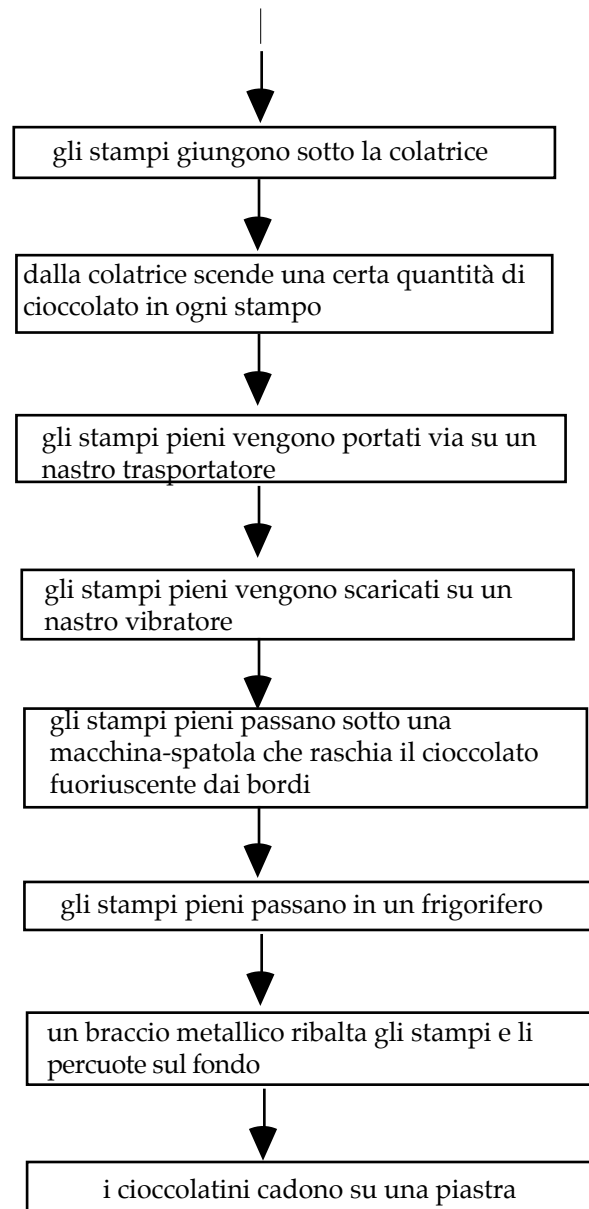 gli stampi giungono sotto la colatrice
dalla colatrice scende una certa quantità di
cioccolato in ogni stampo
gli stampi pieni vengono portati via su un
nastro trasportatore
gli stampi pieni vengono scaricati su un
nastro vibratore
gli stampi pieni passano sotto una
macchina-spatola che raschia il cioccolato
fuoriuscente dai bordi
gli stampi pieni passano in un frigorifero
un braccio metallico ribalta gli stampi e li
percuote sul fondo
i cioccolatini cadono su una piastra